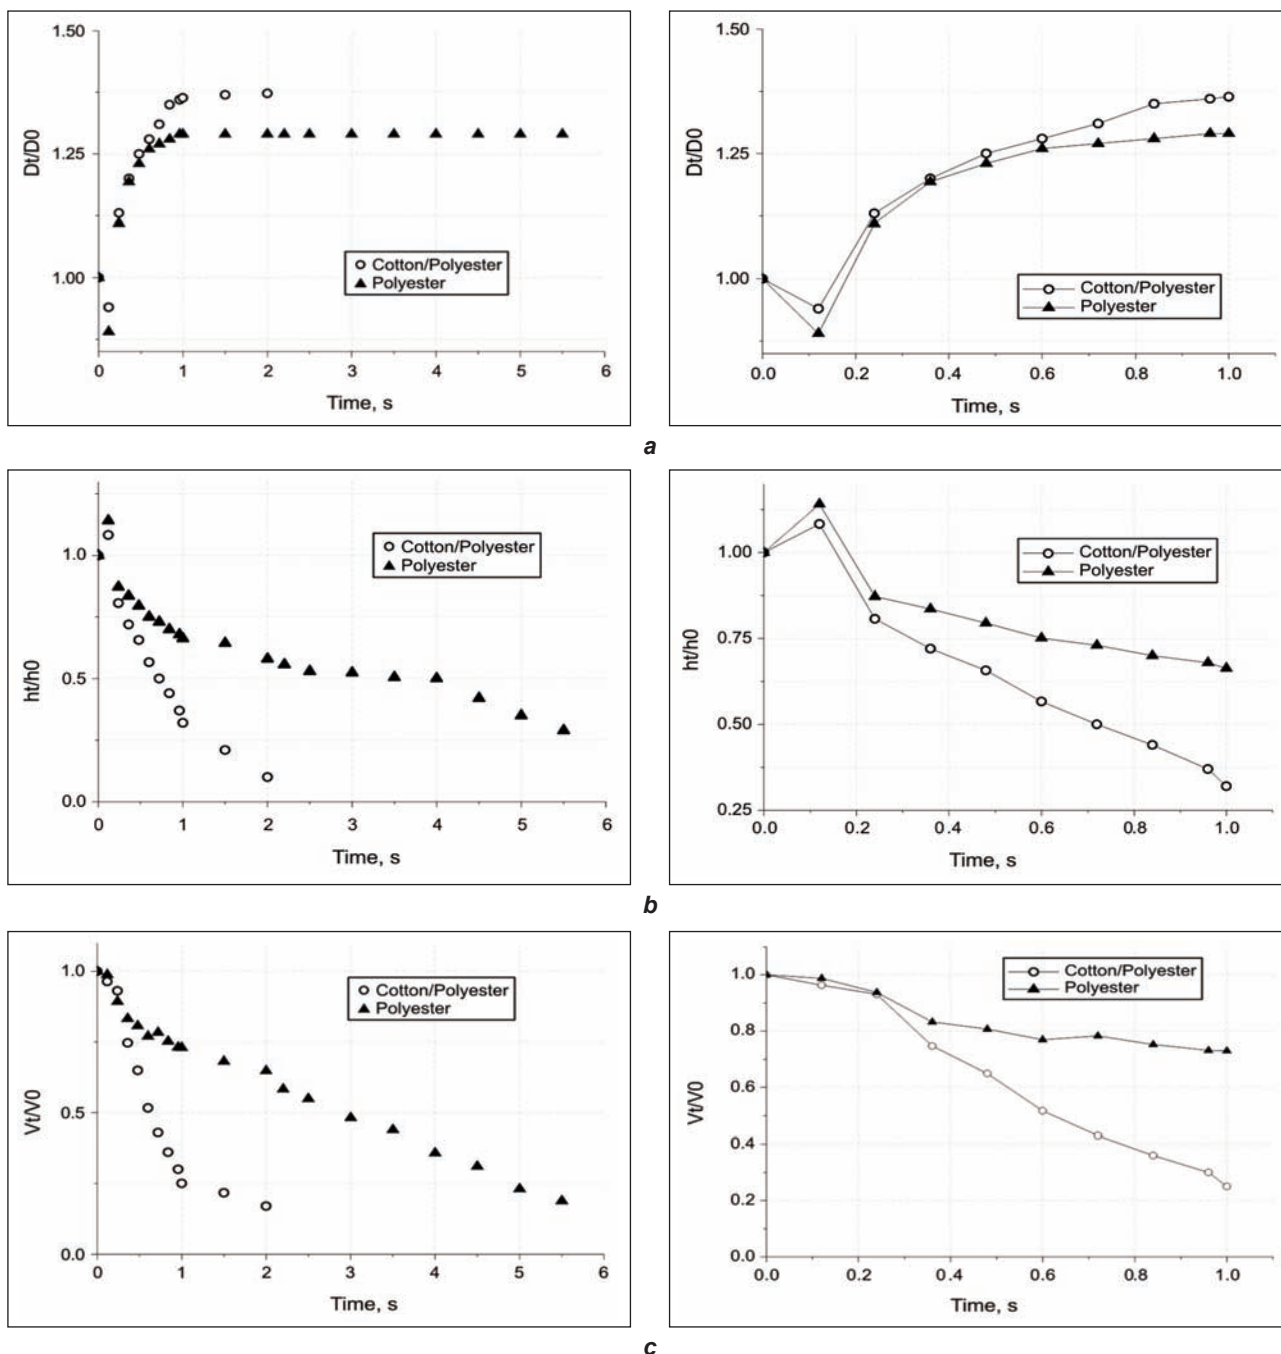 1.50
1.25
1.00
Dt/D0
Cotton/Polyester
Polyester
0 1 2 3 4 5 6
Time, s
1.50
1.25
1.00
Dt/D0
Cotton/Polyester
Polyester
0.0 0.2 0.4 0.6 0.8 1.0
Time, s
a
1.0
0.5
0.0
ht/h0
Cotton/Polyester
Polyester
0 1 2 3 4 5 6
Time, s
1.00
0.75
0.50
0.25
ht/h0
Cotton/Polyester
Polyester
0.0 0.2 0.4 0.6 0.8 1.0
Time, s
b
1.0
0.5
0.0
Vt/V0
Cotton/Polyester
Polyester
0 1 2 3 4 5 6
Time, s
1.0
0.8
0.6
0.4
0.2
0.0
Vt/V0
Cotton/Polyester
Polyester
0.0 0.2 0.4 0.6 0.8 1.0
Time, s
c